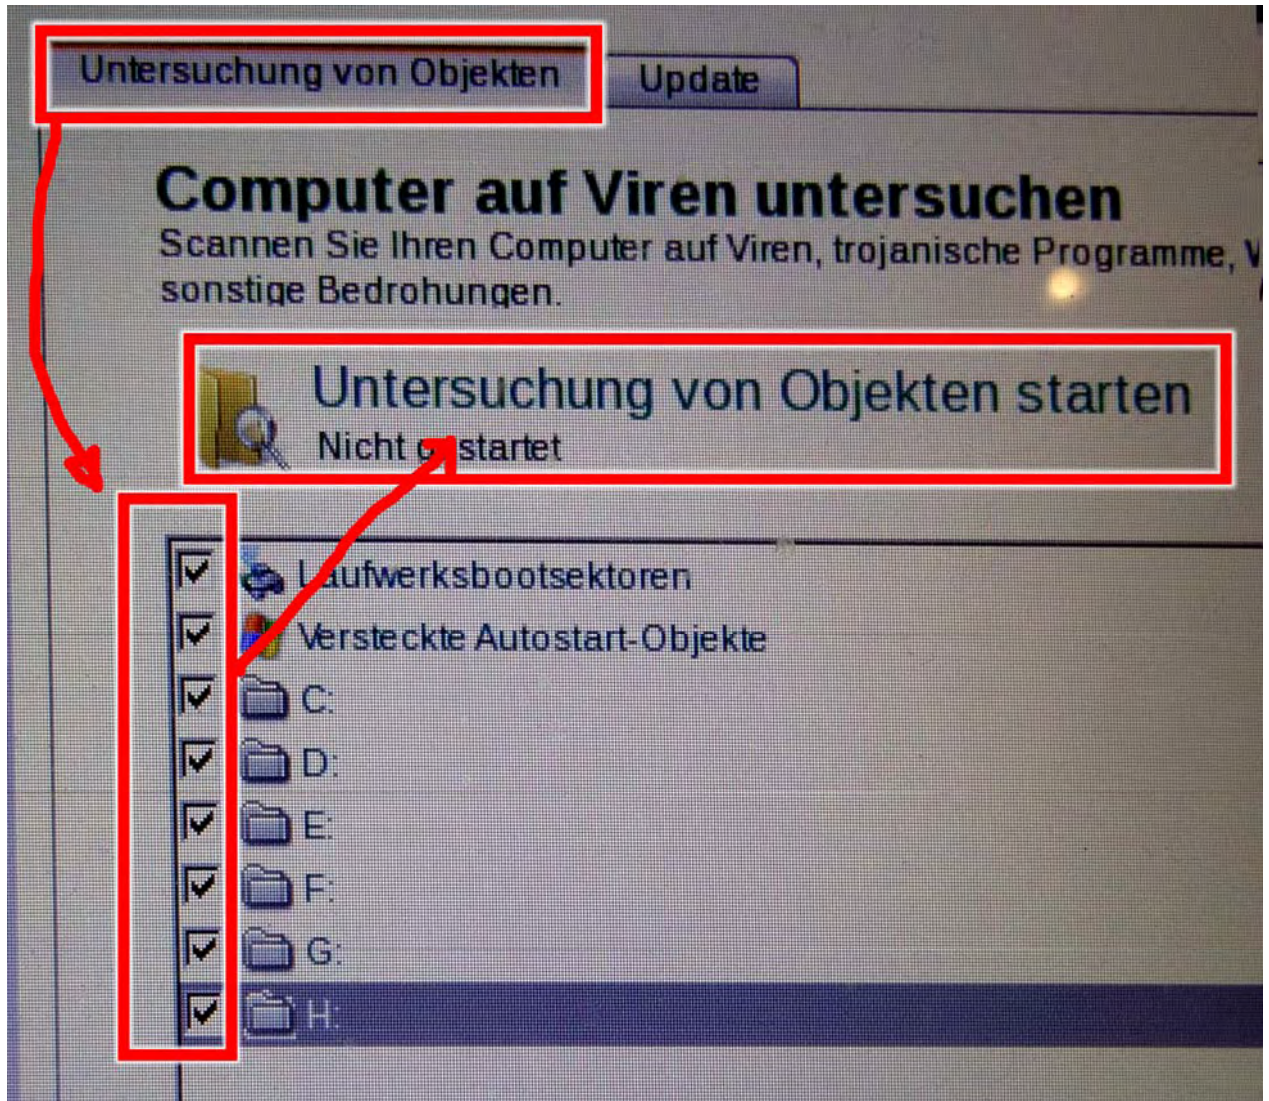 Untersuchung von Objekten
Update
Computer auf Viren untersuchen
Scannen Sie Ihren Computer auf Viren, trojanische Programme,
sonstige Bedrohungen.
Untersuchung von Objekten starten
Nicht gestartet
Laufwerksbootsektoren
Versteckte Autostart-Objekte
C:
D:
E:
F:
G:
H: